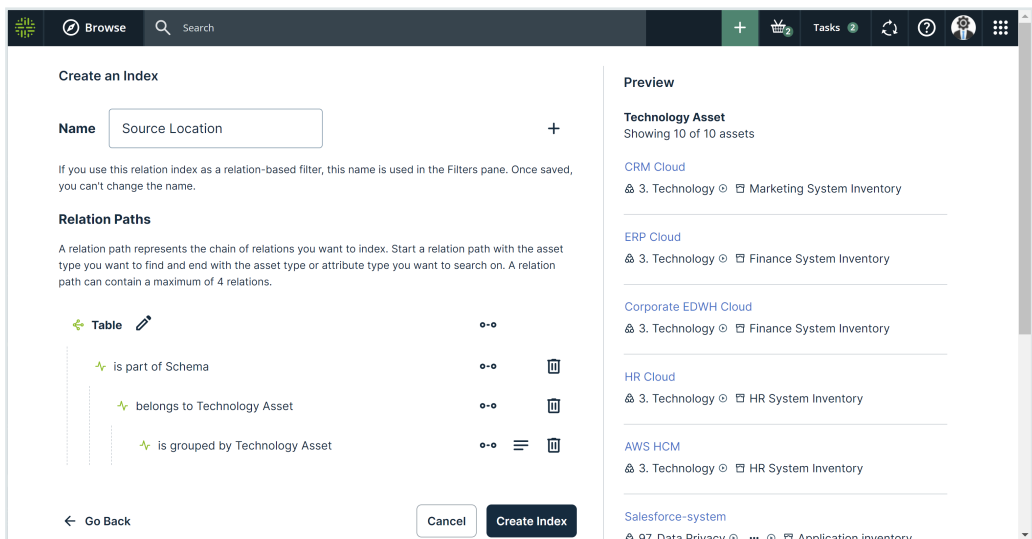 Browse
Search
2
Tasks 2
Create an Index
Name
Source Location
If you use this relation index as a relation-based filter, this name is used in the Filters pane. Once saved,
you can't change the name.
Relation Paths
A relation path represents the chain of relations you want to index. Start a relation path with the asset
type you want to find and end with the asset type or attribute type you want to search on. A relation
path can contain a maximum of 4 relations.
Table
is part of Schema
belongs to Technology Asset
is grouped by Technology Asset
Go Back
Cancel
Create Index
Preview
Technology Asset
Showing 10 of 10 assets
CRM Cloud
3. Technology Marketing System Inventory
ERP Cloud
3. Technology Finance System Inventory
Corporate EDWH Cloud
3. Technology Finance System Inventory
HR Cloud
3. Technology HR System Inventory
AWS HCM
3. Technology HR System Inventory
Salesforce-system
97. Data Privacy ... Application inventory